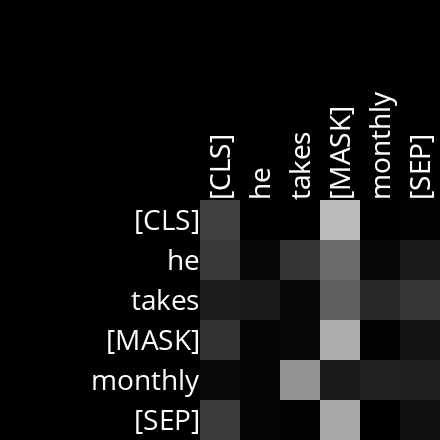 [CLS] he takes [MASK] monthly [SEP]
[CLS]
he
takes
[MASK]
monthly
[SEP]